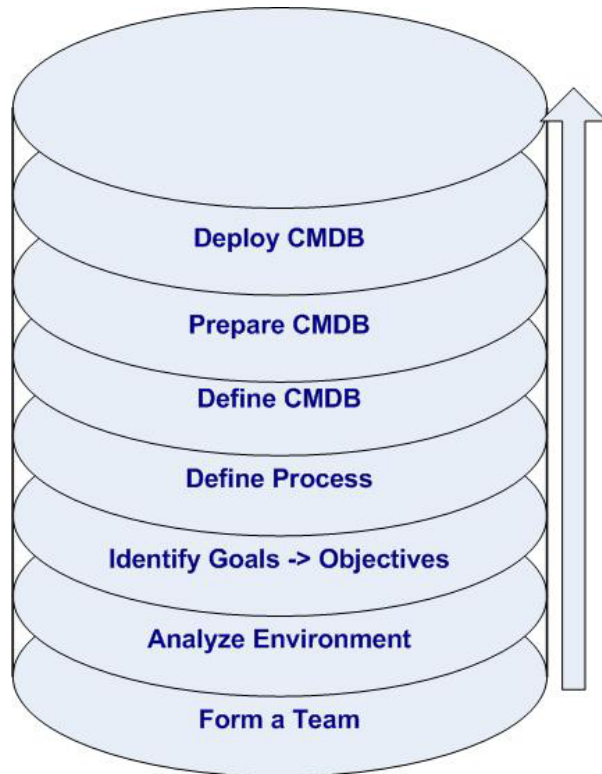 Deploy CMDB
Prepare CMDB
Define CMDB
Define Process
Identify Goals -> Objectives
Analyze Environment
Form a Team